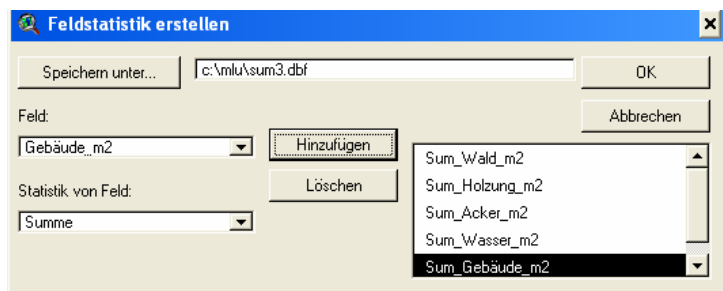 Feldstatistik erstellen
Speichern unter...
c:\mlu\sum3.dbf
OK
Feld:
Abbrechen
Gebäude_m2
Hinzufügen
Statistik von Feld:
Löschen
Summe
Sum_Wald_m2
Sum_Holzung_m2
Sum_Acker_m2
Sum_Wasser_m2
Sum_Gebäude_m2